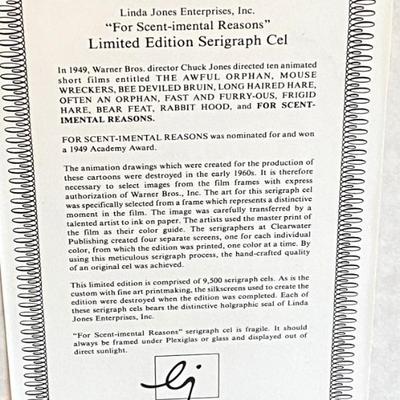 Linda Jones Enterprises, Inc.
"For Scent-imental Reasons"
Limited Edition Serigraph Cel
In 1949, Warner Bros. director Chuck Jones directed ten animated
short films entitled THE AWFUL ORPHAN, MOUSE
WRECKERS, BEE DEVILED BRUIN, LONG HAIRED HARE,
OFTEN AN ORPHAN, FAST AND FURRY-OUS, FRIGID
HARE, BEAR FEAT, RABBIT HOOD, and FOR SCENT-
IMENTAL REASONS.
FOR SCENT-IMENTAL REASONS was nominated for and won
a 1949 Academy Award.
The animation drawings which were created for the production of
these cartoons were destroyed in the early 1960s. It is therefore
necessary to select images from the film frames with express
authorization of Warner Bros., Inc. The art for this serigraph cel
was specifically selected from a frame which represents a distinctive
moment in the film. The image was carefully transferred by a
talented artist to ink on paper. The artists used the master print of
the film as their color guide. The serigraphers at Clearwater
Publishing created four separate screens, one for each individual
color, from which the edition was printed, one color at a time. By
using this meticulous serigraph process, the hand-crafted quality
of an original cel was achieved.
This limited edition is comprised of 9,500 serigraph cels. As is the
custom with fine art printmaking, the silkscreens used to create the
edition were destroyed when the edition was completed. Each of
these serigraph cels bears the distinctive holgraphic seal of Linda
Jones Enterprises, Inc.
"For Scent-imental Reasons" serigraph cel is fragile. It should
always be framed under Plexiglas or glass and displayed out of
direct sunlight.
lj